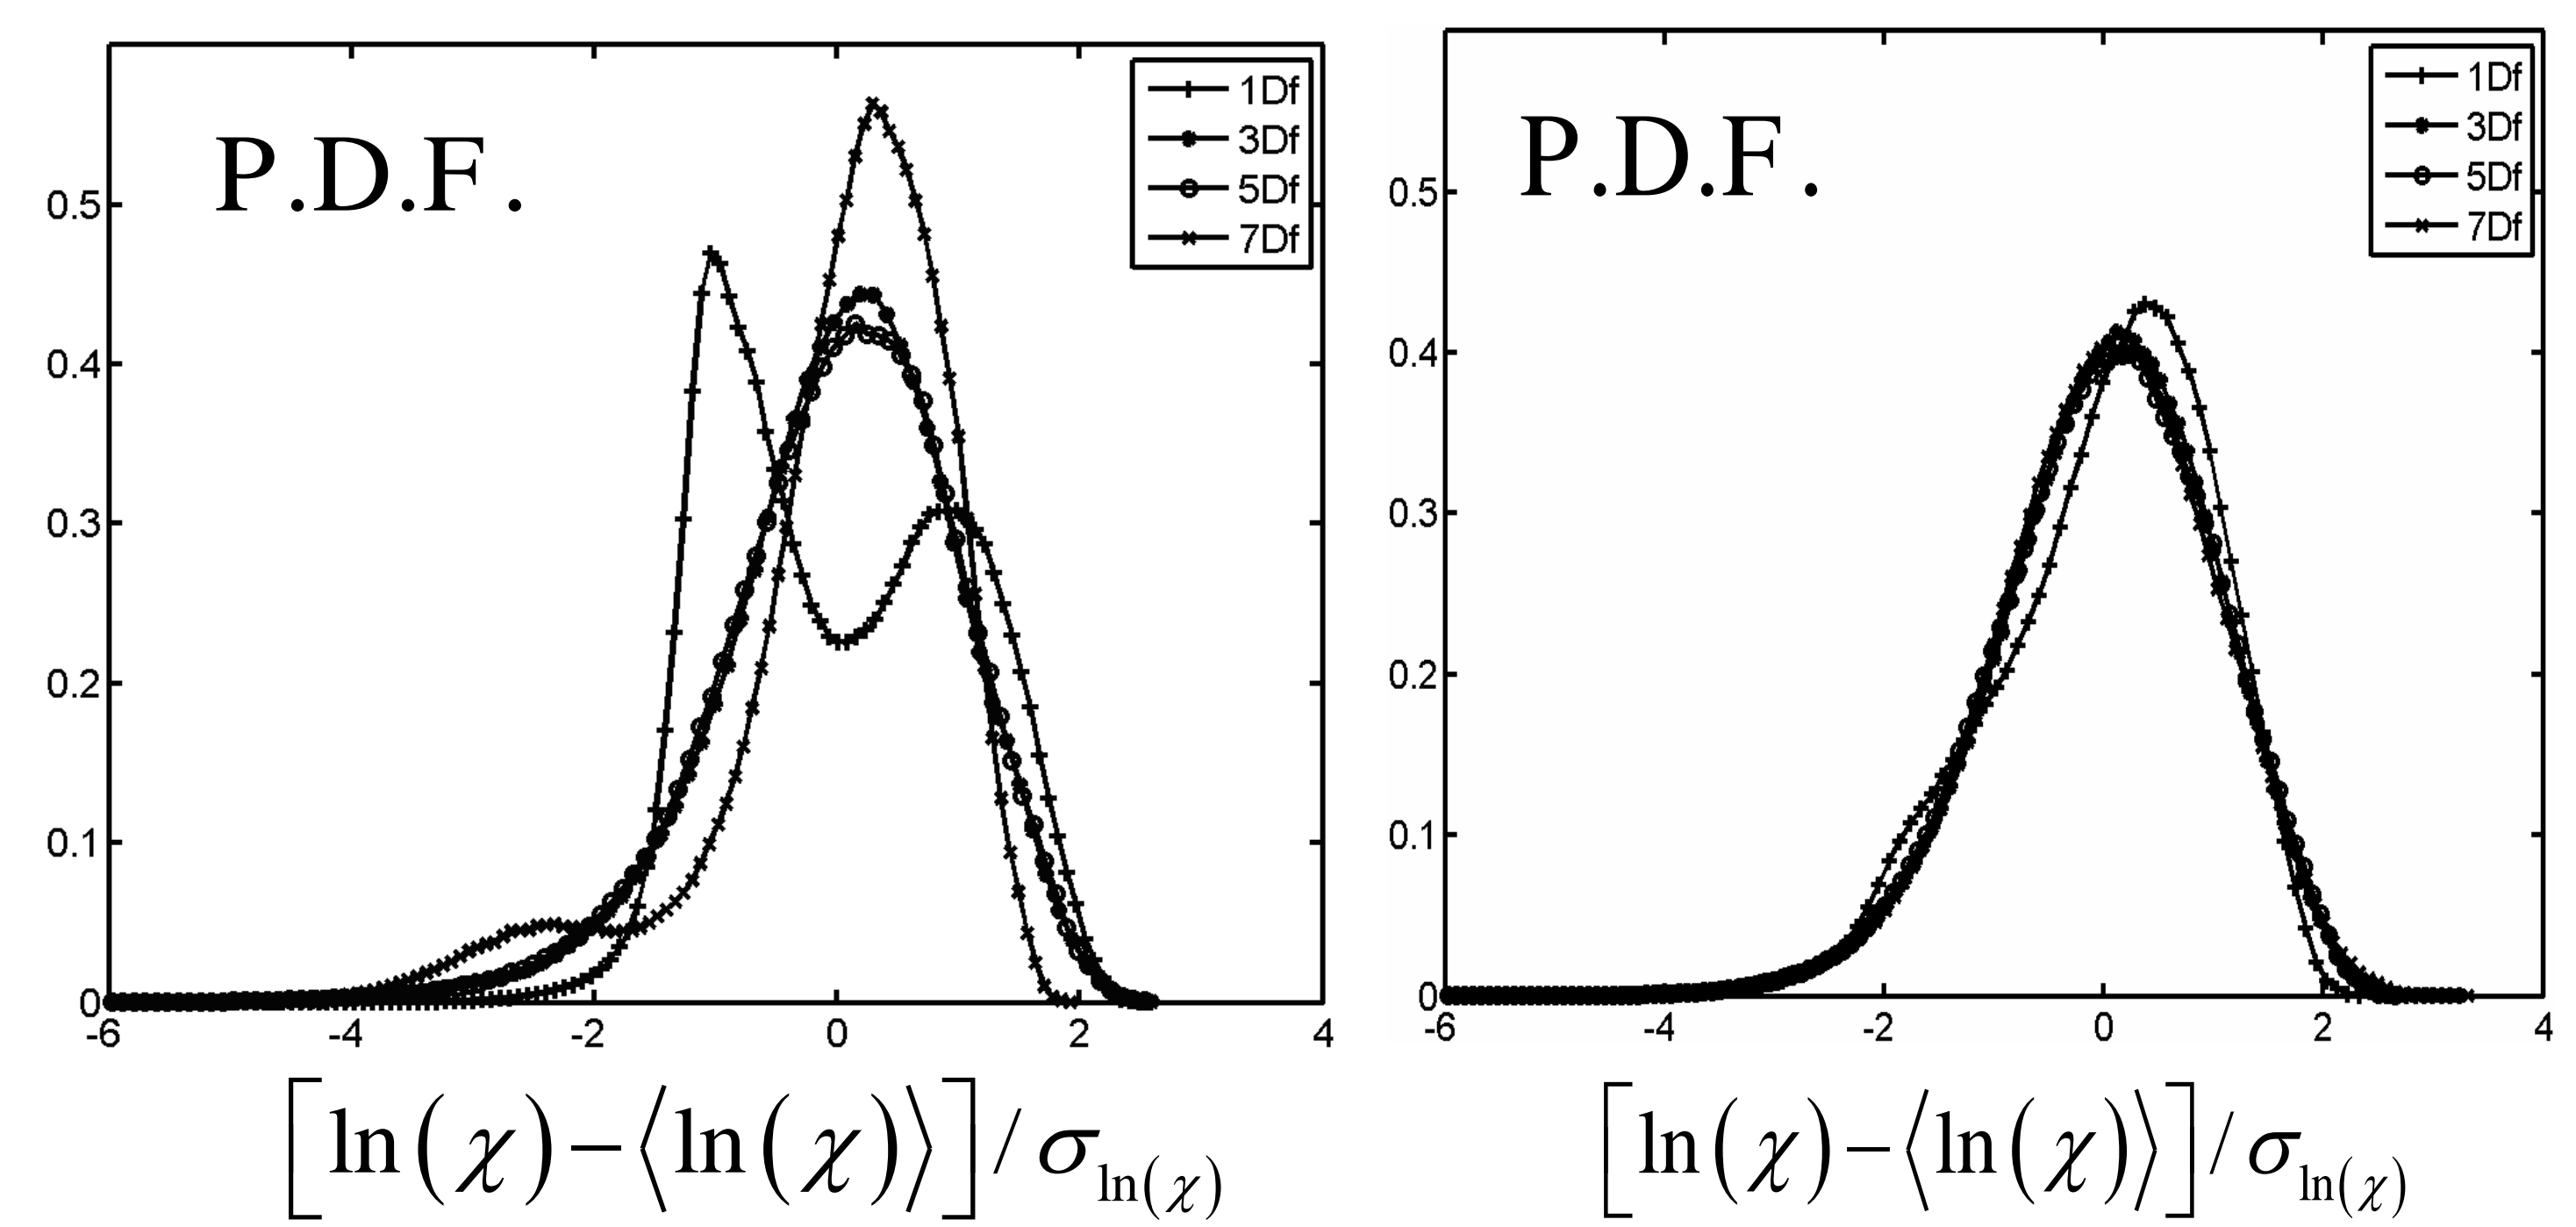 P.D.F.
1Df
3Df
5Df
7Df
0.5
0.4
0.3
0.2
0.1
0
-6 -4 -2 0 2 4
[ln(χ)−⟨ln(χ)⟩]/σ_ln(χ)
P.D.F.
1Df
3Df
5Df
7Df
0.5
0.4
0.3
0.2
0.1
0
-6 -4 -2 0 2 4
[ln(χ)−⟨ln(χ)⟩]/σ_ln(χ)